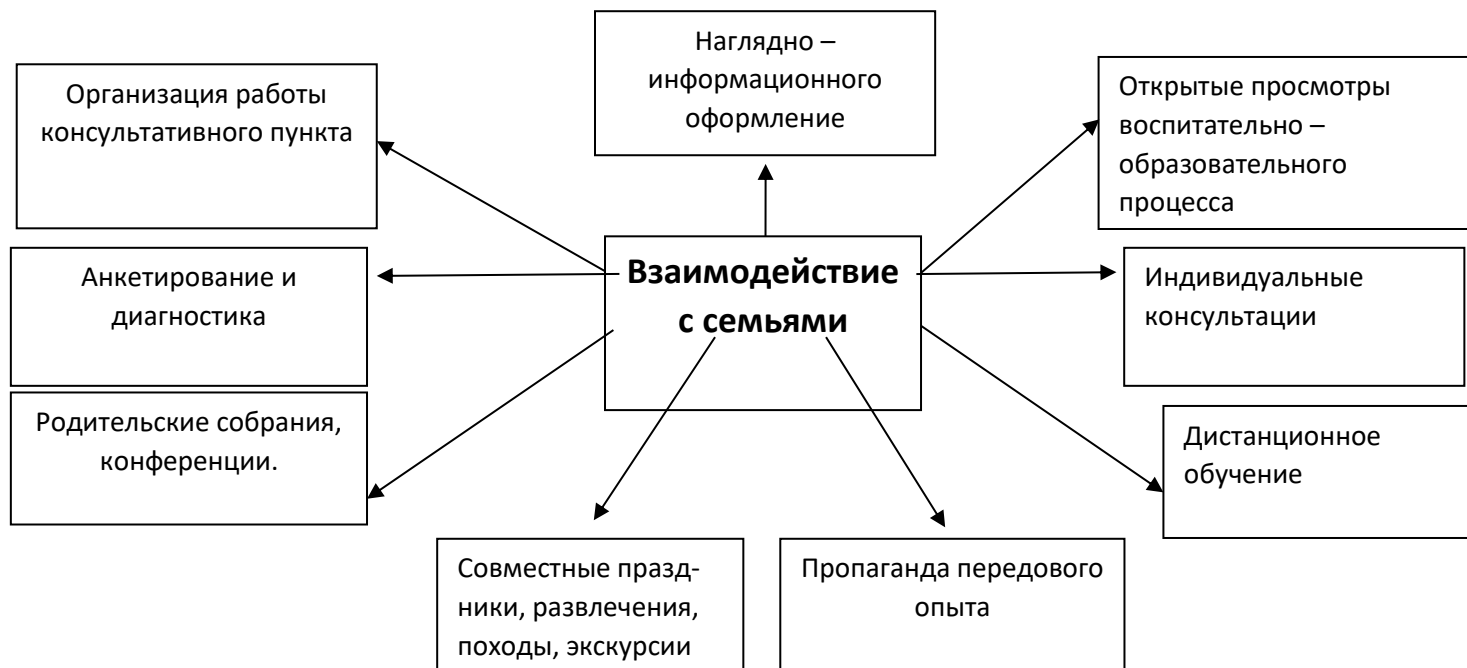 Наглядно –
информационного
оформление
Организация работы
консультативного пункта
Открытые просмотры
воспитательно –
образовательного
процесса
Взаимодействие
с семьями
Анкетирование и
диагностика
Индивидуальные
консультации
Родительские собрания,
конференции.
Дистанционное
обучение
Совместные празд-
ники, развлечения,
походы, экскурсии
Пропаганда передового
опыта